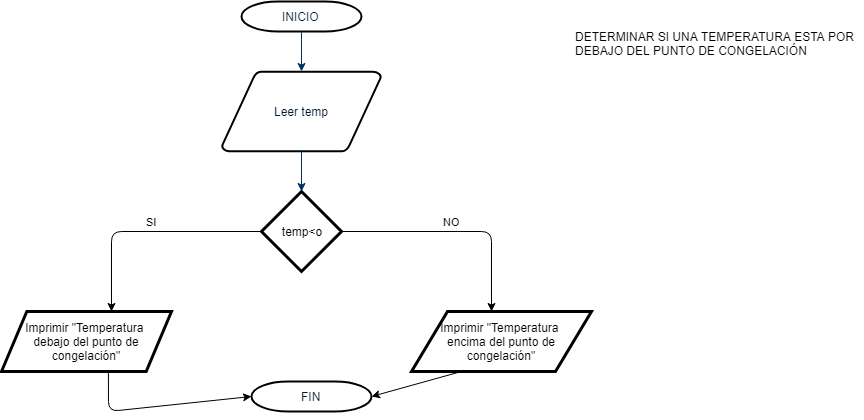 INICIO
DETERMINAR SI UNA TEMPERATURA ESTA POR
DEBAJO DEL PUNTO DE CONGELACIÓN
Leer temp
temp<o
SI
NO
Imprimir "Temperatura
debajo del punto de
congelación"
Imprimir "Temperatura
encima del punto de
congelación"
FIN